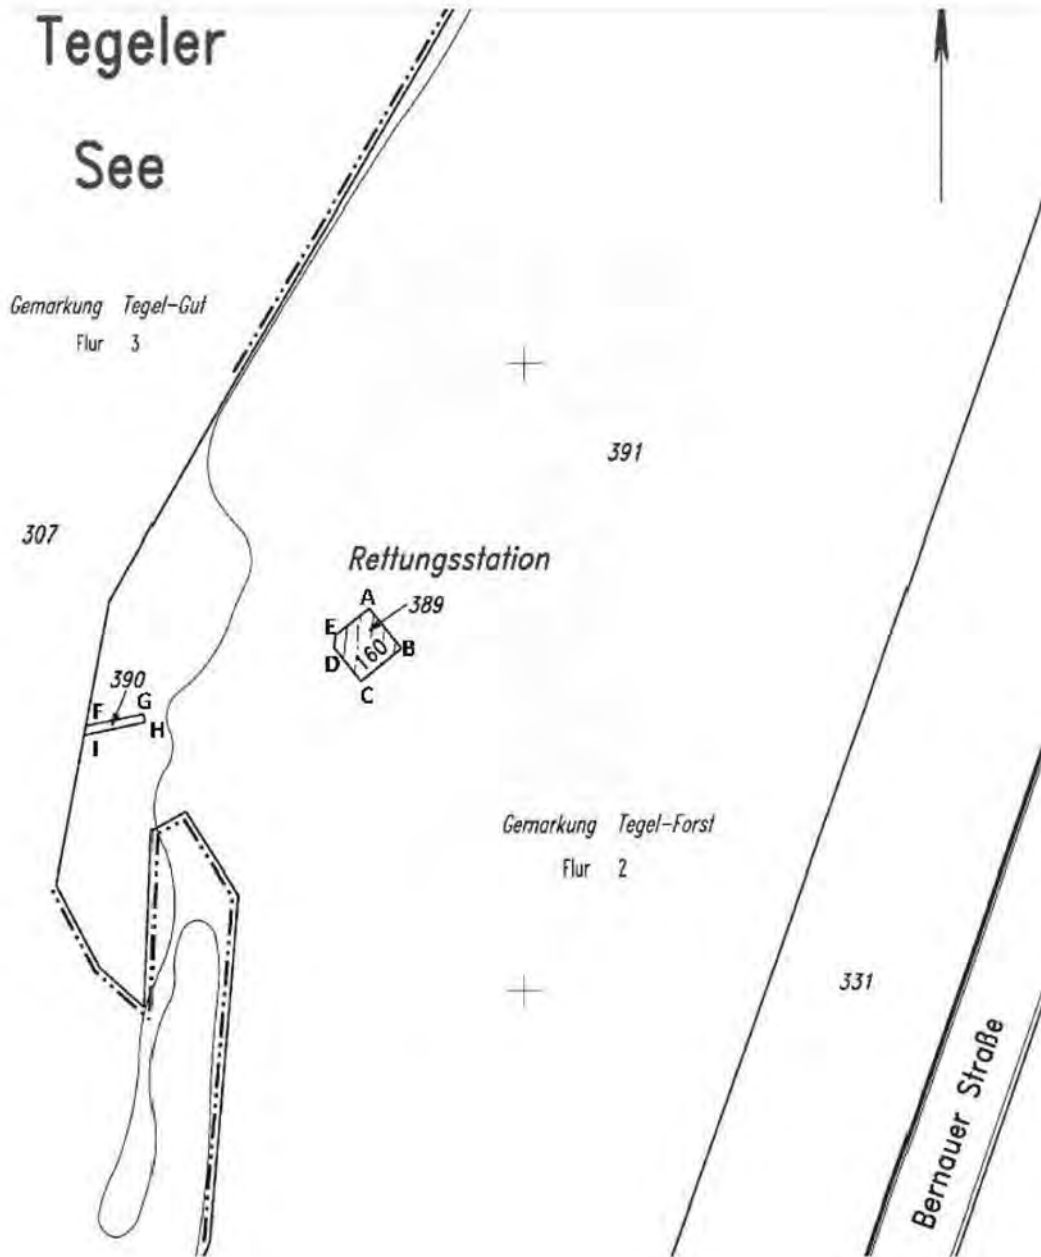 Tegeler
See
Gemarkung Tegel-Gut
Flur 3
391
307
Rettungsstation
A
389
E
B
160
D
C
390
F
G
H
I
Gemarkung Tegel-Forst
Flur 2
331
Bernauer Straße